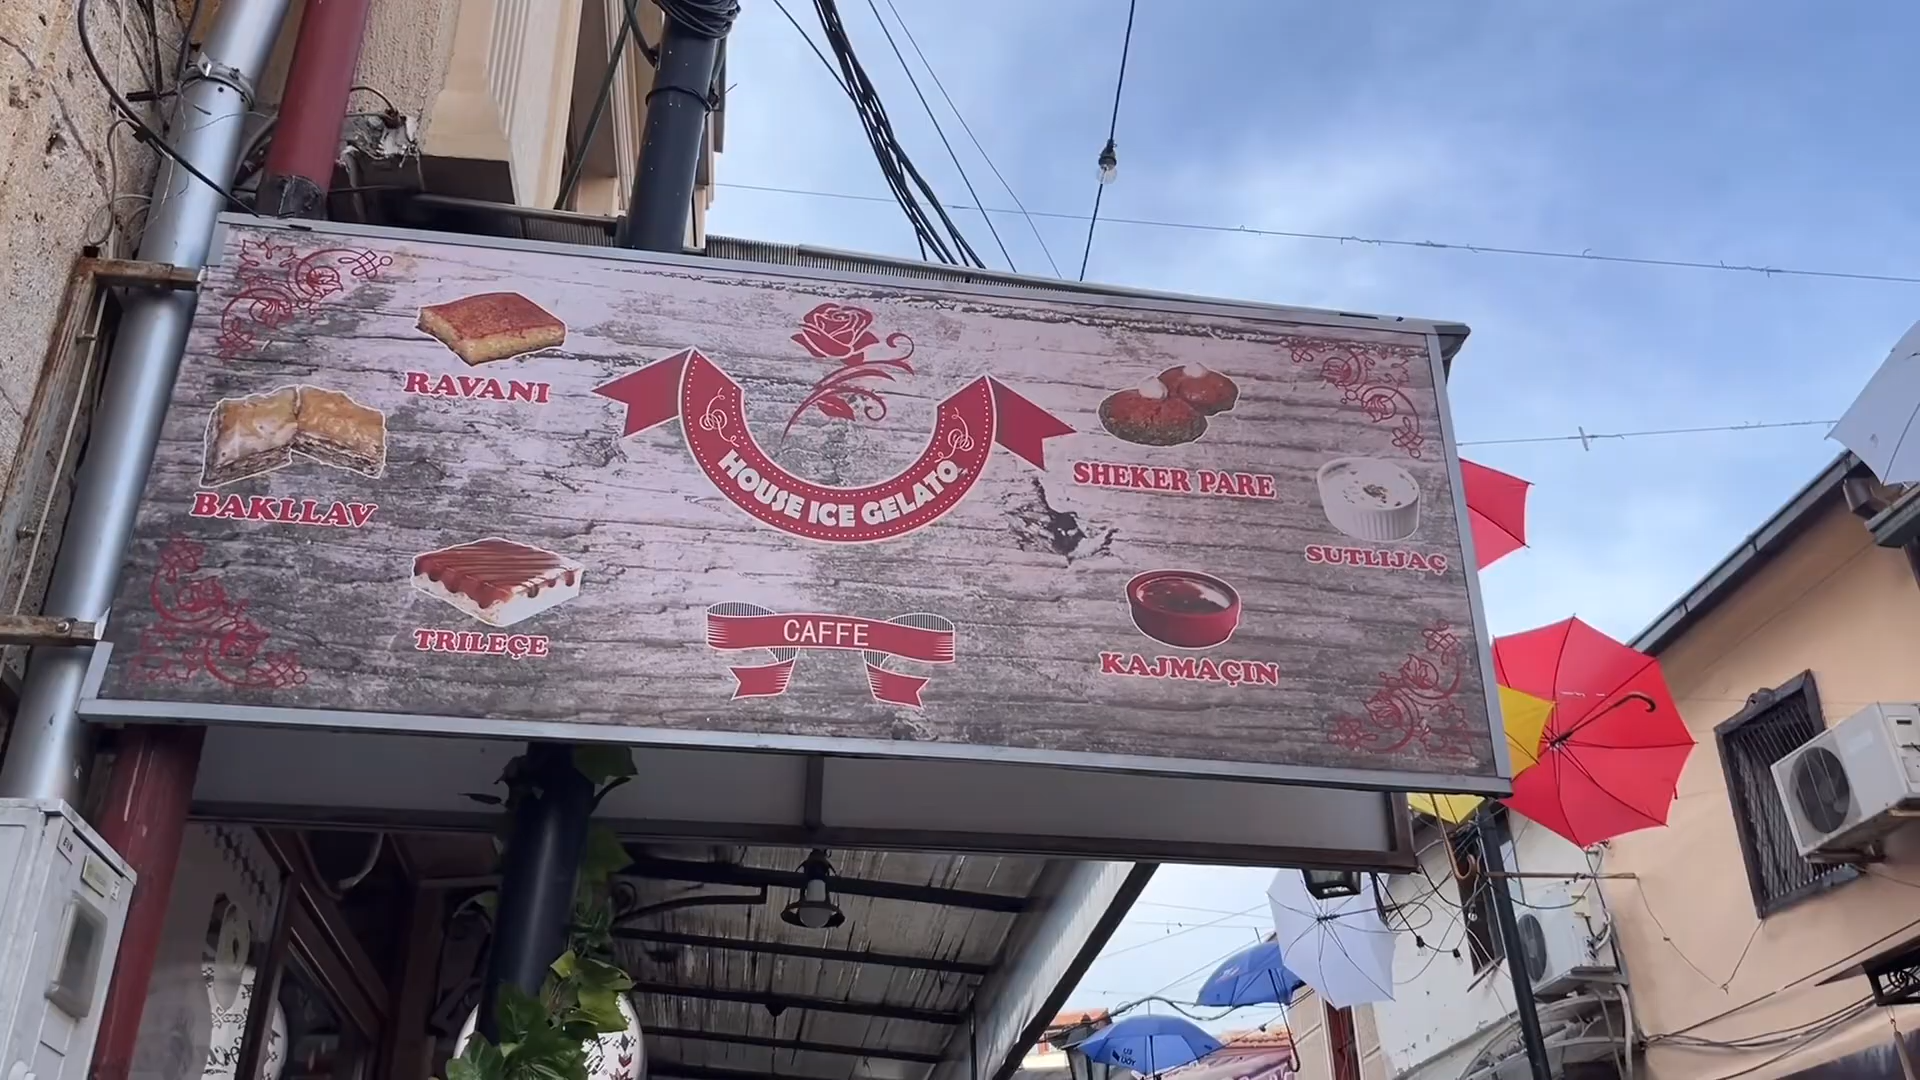 RAVANI
BAKLLAV
TRILEÇE
HOUSE ICE GELATO
CAFFE
SHEKER PARE
SUTLIJAÇ
KAJMAÇIN